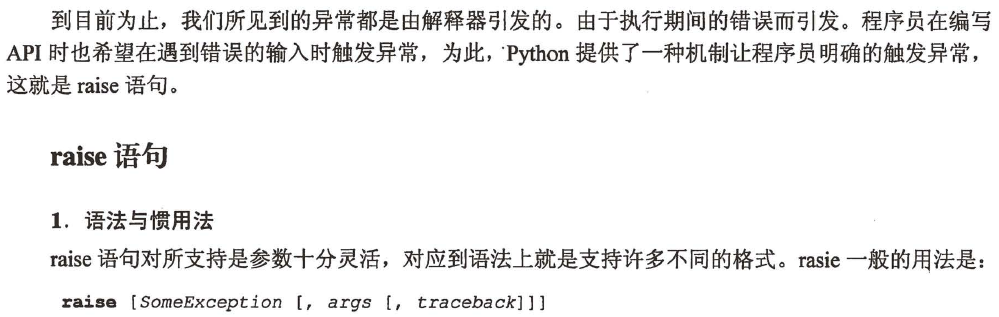 到目前为止，我们所见到的异常都是由解释器引发的。由于执行期间的错误而引发。程序员在编写
API 时也希望在遇到错误的输入时触发异常，为此，Python 提供了一种机制让程序员明确的触发异常，
这就是 raise 语句。
raise 语句
1. 语法与惯用法
raise 语句对所支持是参数十分灵活，对应到语法上就是支持许多不同的格式。rasie 一般的用法是：
raise [SomeException [, args [, traceback]]]